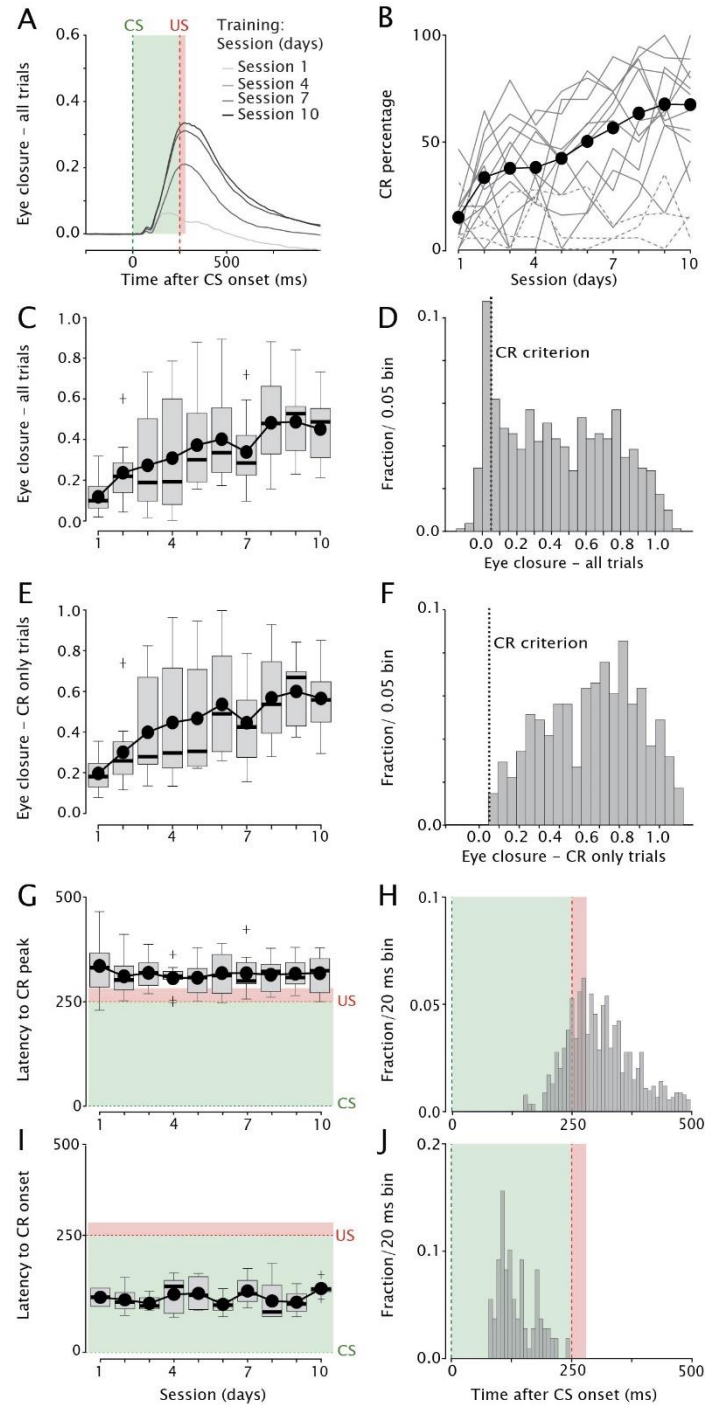 A
CS
US
Training:
Session (days)
Session 1
Session 4
Session 7
Session 10
0.6
0.4
0.2
0.0
Eye closure – all trials
0
500
Time after CS onset (ms)
B
100
50
0
CR percentage
1
4
7
10
Session (days)
C
1.0
0.8
0.6
0.4
0.2
0.0
Eye closure – all trials
1
4
7
10
D
0.1
0.0
Fraction/ 0.05 bin
CR criterion
0.0 0.2 0.4 0.6 0.8 1.0
Eye closure – all trials
E
1.0
0.8
0.6
0.4
0.2
0.0
Eye closure – CR only trials
1
4
7
10
F
0.1
0.0
Fraction/ 0.05 bin
CR criterion
0.0 0.2 0.4 0.6 0.8 1.0
Eye closure – CR only trials
G
500
250
0
Latency to CR peak
US
CS
1
4
7
10
H
0.1
0.05
0.0
Fraction/20 ms bin
0
250
500
I
500
250
0
Latency to CR onset
US
CS
1
4
7
10
Session (days)
J
0.2
0.1
0.0
Fraction/20 ms bin
0
250
500
Time after CS onset (ms)